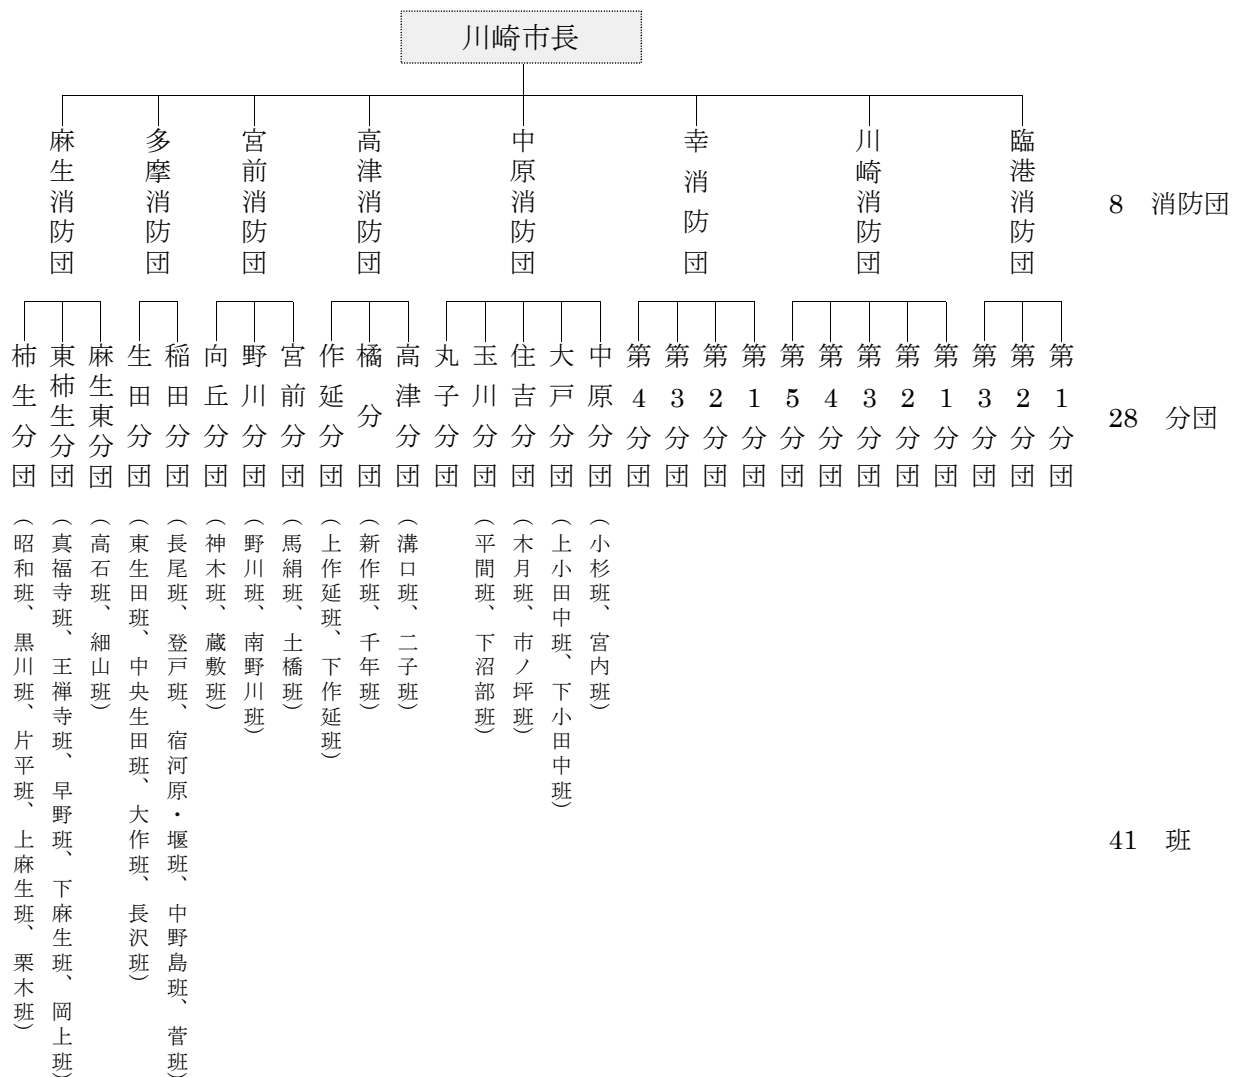 川崎市長
麻生消防団
多摩消防団
宮前消防団
高津消防団
中原消防団
幸消防団
川崎消防団
臨港消防団
8 消防団
柿生分団
東柿生分団
麻生東分団
生田分団
稲田分団
向丘分団
野川分団
宮前分団
作延分団
橘分団
高津分団
丸子分団
玉川分団
住吉分団
大戸分団
中原分団
第4分団
第3分団
第2分団
第1分団
第5分団
第4分団
第3分団
第2分団
第1分団
第3分団
第2分団
第1分団
28 分団
(昭和班、黒川班、片平班、上麻生班、栗木班)
(真福寺班、王禅寺班、早野班、下麻生班、岡上班)
(高石班、細山班)
(東生田班、中央生田班、大作班、長沢班)
(長尾班、登戸班、宿河原・堰班、中野島班、菅班)
(神木班、蔵敷班)
(野川班、南野川班)
(馬絹班、土橋班)
(上作延班、下作延班)
(新作班、千年班)
(溝口班、二子班)
(平間班、下沼部班)
(木月班、市ノ坪班)
(上小田中班、下小田中班)
(小杉班、宮内班)
41 班